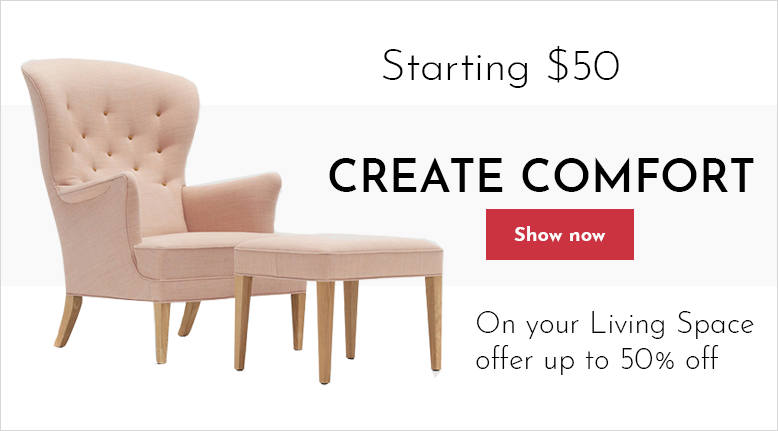 Starting $50
CREATE COMFORT
Show now
On your Living Space
offer up to 50% off